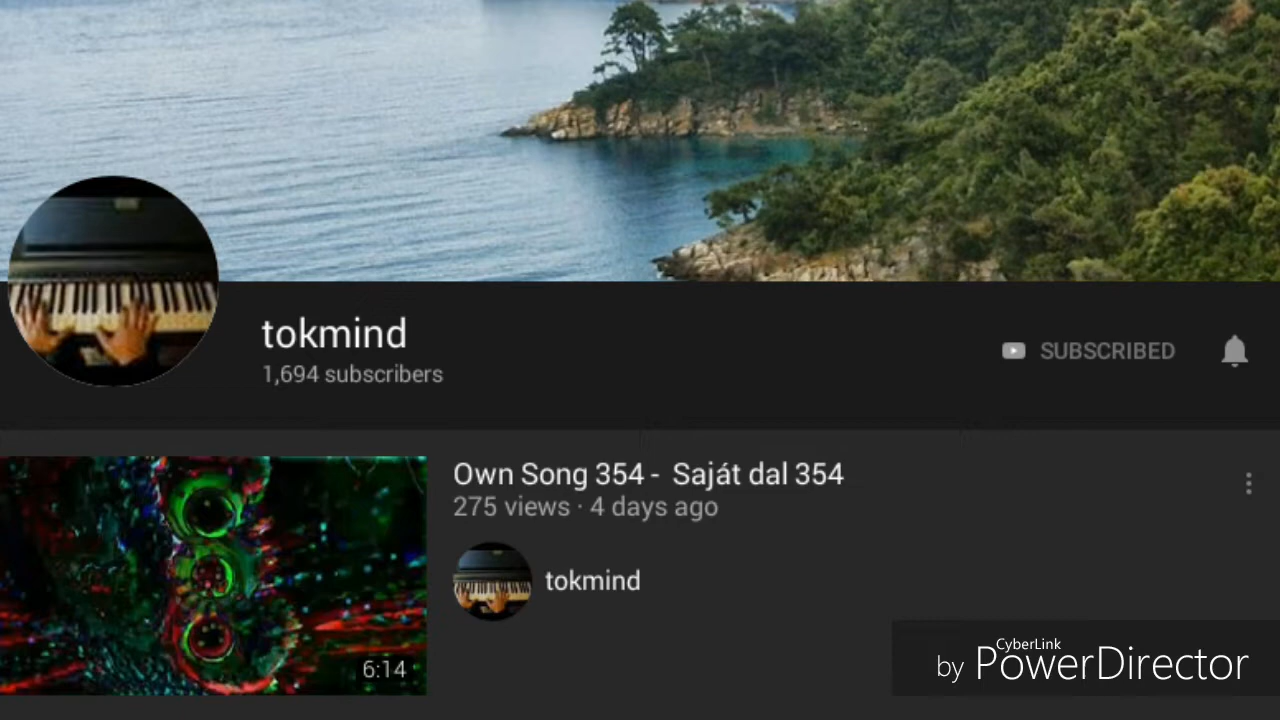 tokmind
1,694 subscribers
SUBSCRIBED
Own Song 354 - Saját dal 354
275 views · 4 days ago
tokmind
6:14
CyberLink
by PowerDirector